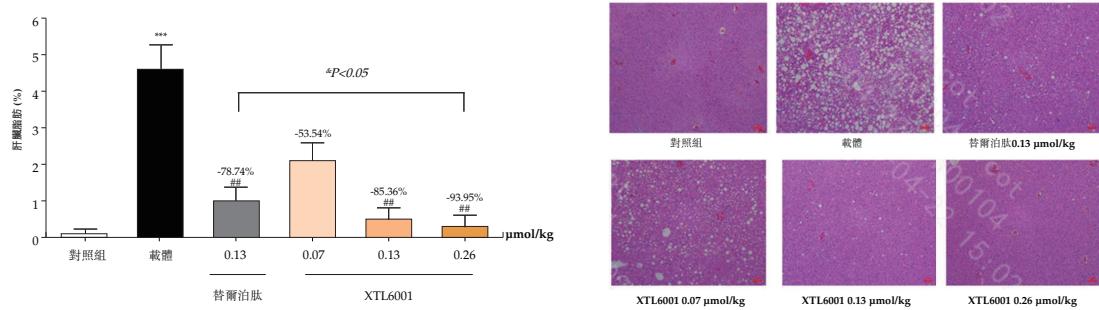 6
5
4
3
2
1
0
肝臟脂肪 (%)
***
&P<0.05
-78.74%
##
-53.54%
-85.36%
##
-93.95%
##
μmol/kg
對照組
載體
0.13
0.07
0.13
0.26
替爾泊肽
XTL6001
對照組
載體
替爾泊肽0.13 μmol/kg
XTL6001 0.07 μmol/kg
XTL6001 0.13 μmol/kg
XTL6001 0.26 μmol/kg